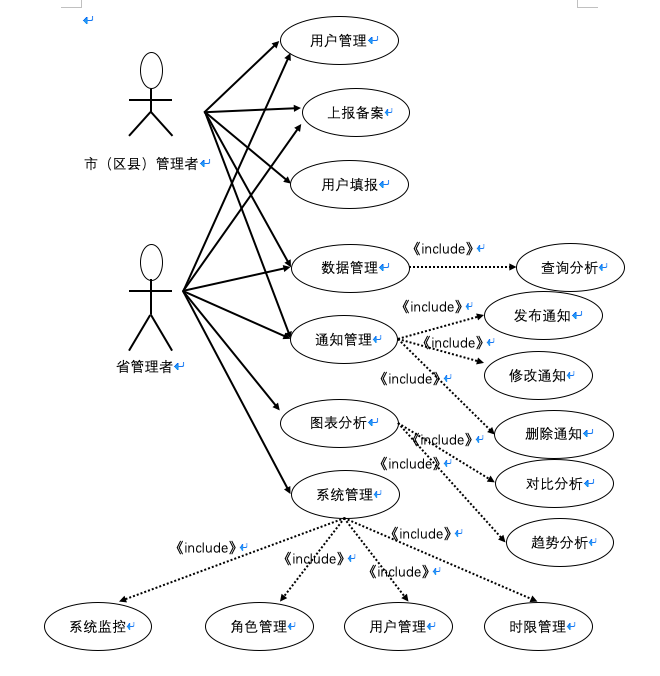 用户管理
上报备案
市（区县）管理者
用户填报
《include》
数据管理
查询分析
《include》
发布通知
通知管理
《include》
省管理者
《include》
修改通知
图表分析
删除通知
《include》
《include》
对比分析
系统管理
《include》
趋势分析
《include》
《include》
《include》
系统监控
角色管理
用户管理
时限管理